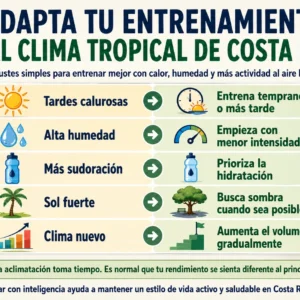 DAPTA TU ENTRENAMIEN
L CLIMA TROPICAL DE COSTA
ustes simples para entrenar mejor con calor, humedad y más actividad al aire l
Tardes calurosas
Entrena temprano
o más tarde
Alta humedad
Empieza con
menor intensidad
Más sudoración
Prioriza la
hidratación
Sol fuerte
Busca sombra
cuando sea posible
Clima nuevo
Aumenta el volume
gradualmente
a aclimatación toma tiempo. Es normal que tu rendimiento se sienta diferente al princ
ar con inteligencia ayuda a mantener un estilo de vida activo y saludable en Costa R